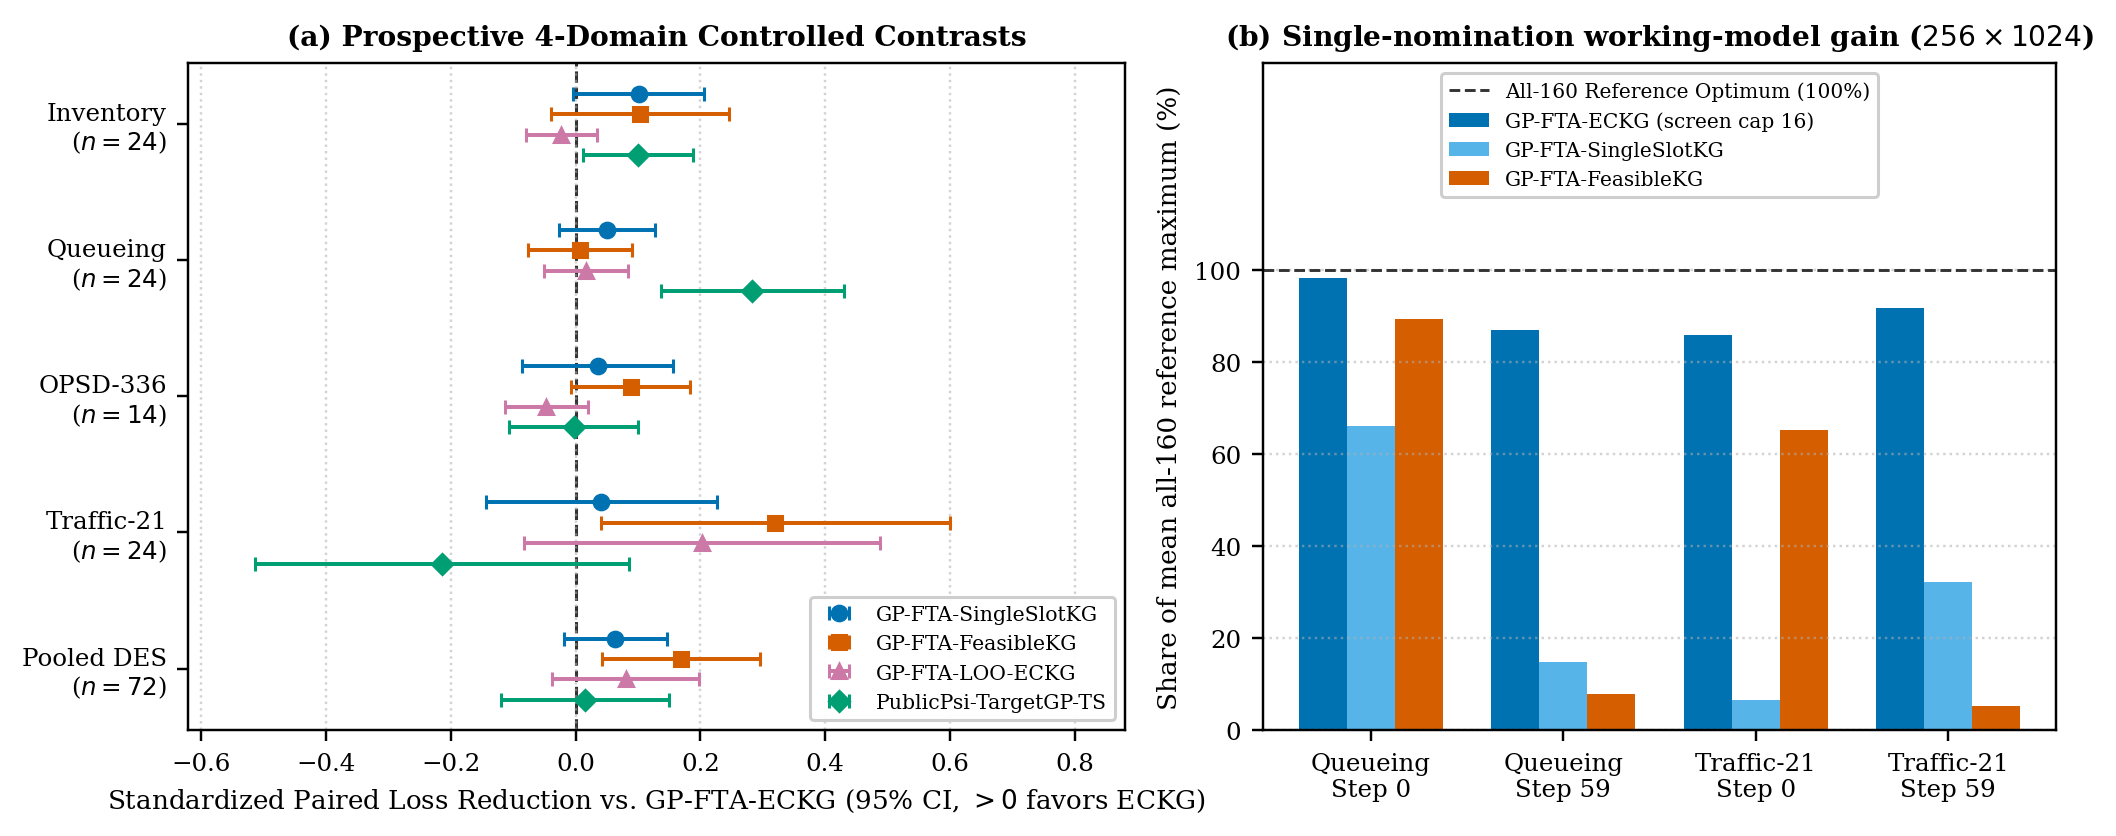 (a) Prospective 4-Domain Controlled Contrasts
Inventory
(n = 24)
Queueing
(n = 24)
OPSD-336
(n = 14)
Traffic-21
(n = 24)
Pooled DES
(n = 72)
GP-FTA-SingleSlotKG
GP-FTA-FeasibleKG
GP-FTA-LOO-ECKG
PublicPsi-TargetGP-TS
−0.6 −0.4 −0.2 0.0 0.2 0.4 0.6 0.8
Standardized Paired Loss Reduction vs. GP-FTA-ECKG (95% CI, > 0 favors ECKG)
(b) Single-nomination working-model gain (256 × 1024)
Share of mean all-160 reference maximum (%)
All-160 Reference Optimum (100%)
GP-FTA-ECKG (screen cap 16)
GP-FTA-SingleSlotKG
GP-FTA-FeasibleKG
100
80
60
40
20
0
Queueing
Step 0
Queueing
Step 59
Traffic-21
Step 0
Traffic-21
Step 59